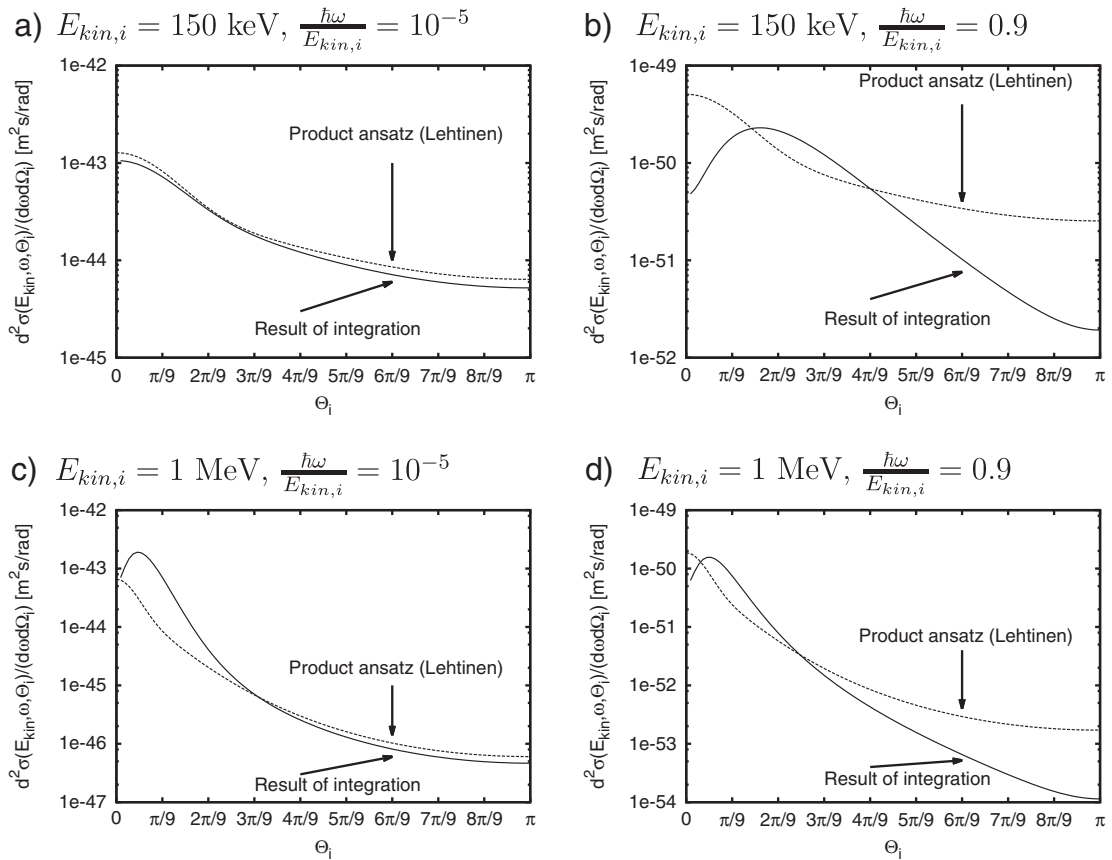 a) E_{kin,i} = 150 keV, ħω/E_{kin,i} = 10^{-5}
d²σ(E_{kin},ω,Θ_i)/(dωdΩ_i) [m²s/rad]
1e-42
1e-43
1e-44
1e-45
Product ansatz (Lehtinen)
Result of integration
0 π/9 2π/9 3π/9 4π/9 5π/9 6π/9 7π/9 8π/9 π
Θ_i
b) E_{kin,i} = 150 keV, ħω/E_{kin,i} = 0.9
d²σ(E_{kin},ω,Θ_i)/(dωdΩ_i) [m²s/rad]
1e-49
1e-50
1e-51
1e-52
Product ansatz (Lehtinen)
Result of integration
0 π/9 2π/9 3π/9 4π/9 5π/9 6π/9 7π/9 8π/9 π
Θ_i
c) E_{kin,i} = 1 MeV, ħω/E_{kin,i} = 10^{-5}
d²σ(E_{kin},ω,Θ_i)/(dωdΩ_i) [m²s/rad]
1e-42
1e-43
1e-44
1e-45
1e-46
1e-47
Product ansatz (Lehtinen)
Result of integration
0 π/9 2π/9 3π/9 4π/9 5π/9 6π/9 7π/9 8π/9 π
Θ_i
d) E_{kin,i} = 1 MeV, ħω/E_{kin,i} = 0.9
d²σ(E_{kin},ω,Θ_i)/(dωdΩ_i) [m²s/rad]
1e-49
1e-50
1e-51
1e-52
1e-53
1e-54
Product ansatz (Lehtinen)
Result of integration
0 π/9 2π/9 3π/9 4π/9 5π/9 6π/9 7π/9 8π/9 π
Θ_i